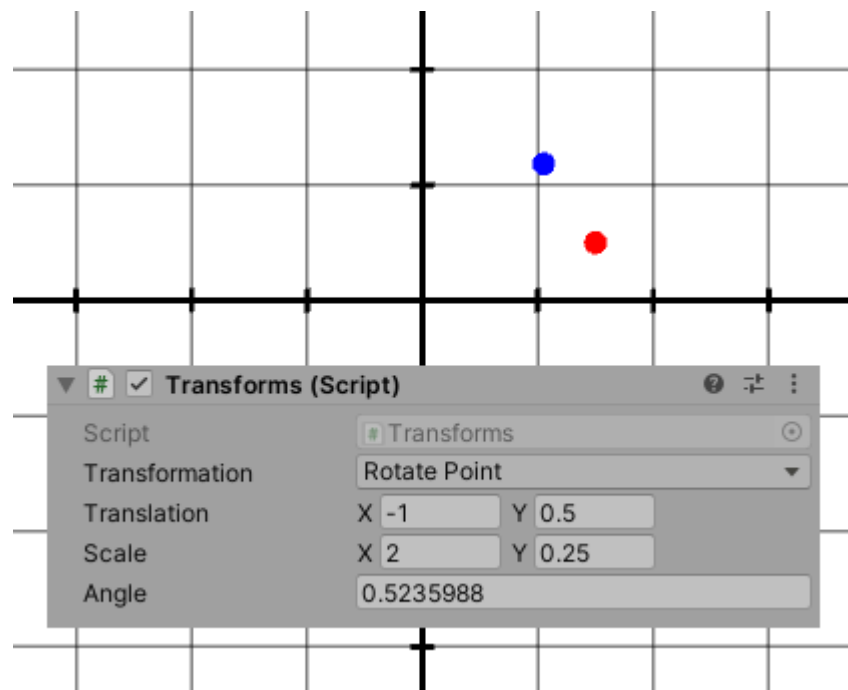 # Transforms (Script)
Script # Transforms
Transformation Rotate Point
Translation X -1 Y 0.5
Scale X 2 Y 0.25
Angle 0.5235988